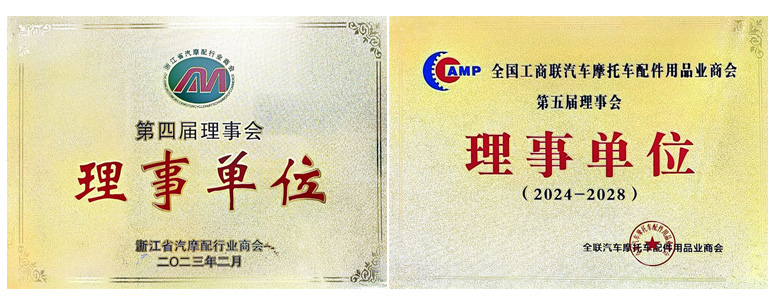 浙江省汽摩配行业商会
第四届理事会
理事单位
浙江省汽摩配行业商会
二〇二三年二月
CAMP 全国工商联汽车摩托车配件用品业商会
第五届理事会
理事单位
（2024-2028）
全联汽车摩托车配件用品业商会